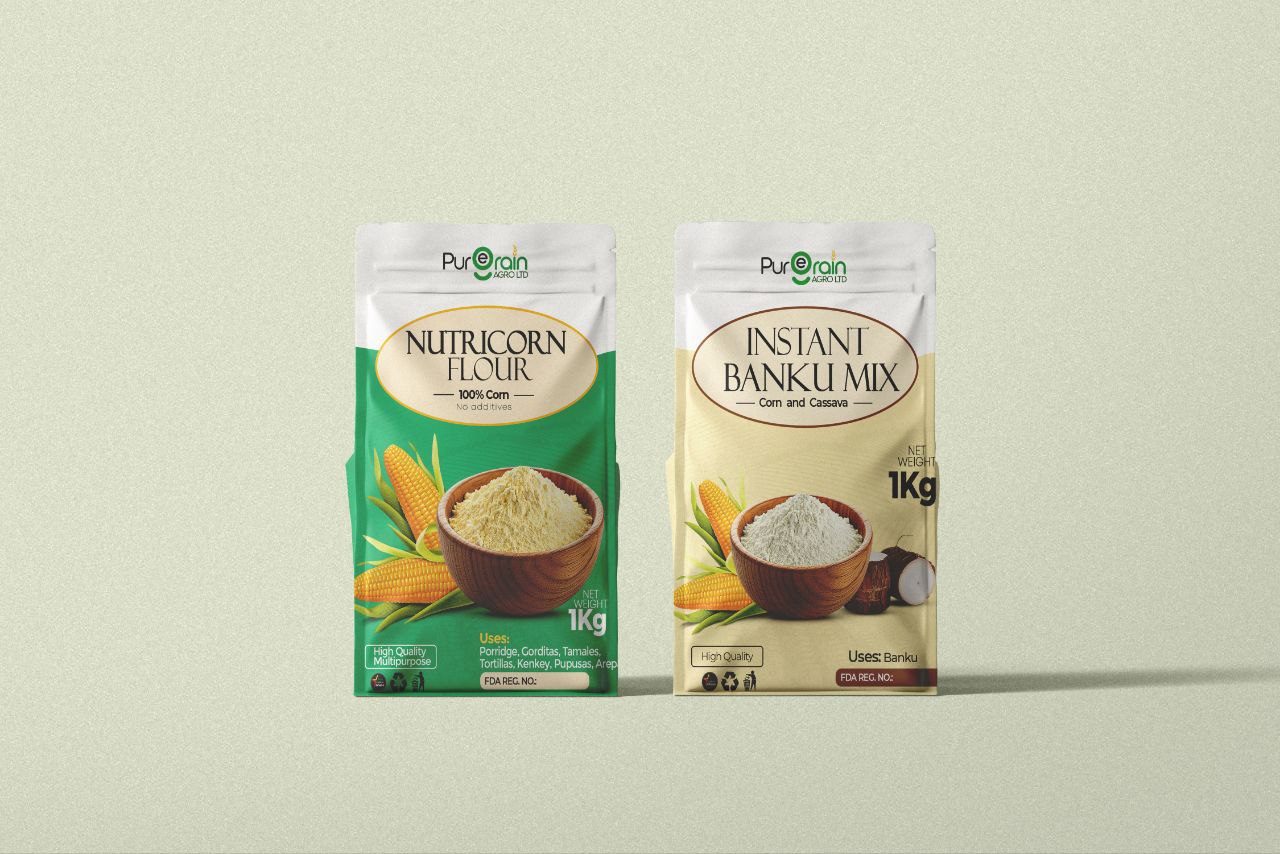 PureGrain
AGRO LTD
NUTRICORN
FLOUR
100% Corn
No additives
NET
WEIGHT
1Kg
Uses:
Porridge, Gorditas, Tamales,
Tortillas, Kenkey, Pupusas, Arep
High Quality
Multipurpose
FDA REG. NO.:
PureGrain
AGRO LTD
INSTANT
BANKU MIX
Corn and Cassava
NET
WEIGHT
1Kg
High Quality
Uses: Banku
FDA REG. NO.: